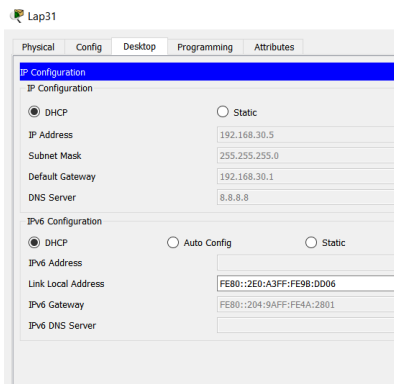 Lap31
Physical Config Desktop Programming Attributes
IP Configuration
IP Configuration
DHCP Static
IP Address 192.168.30.5
Subnet Mask 255.255.255.0
Default Gateway 192.168.30.1
DNS Server 8.8.8.8
IPv6 Configuration
DHCP Auto Config Static
IPv6 Address
Link Local Address FE80::2E0:A3FF:FE9B:DD06
IPv6 Gateway FE80::204:9AFF:FE4A:2801
IPv6 DNS Server